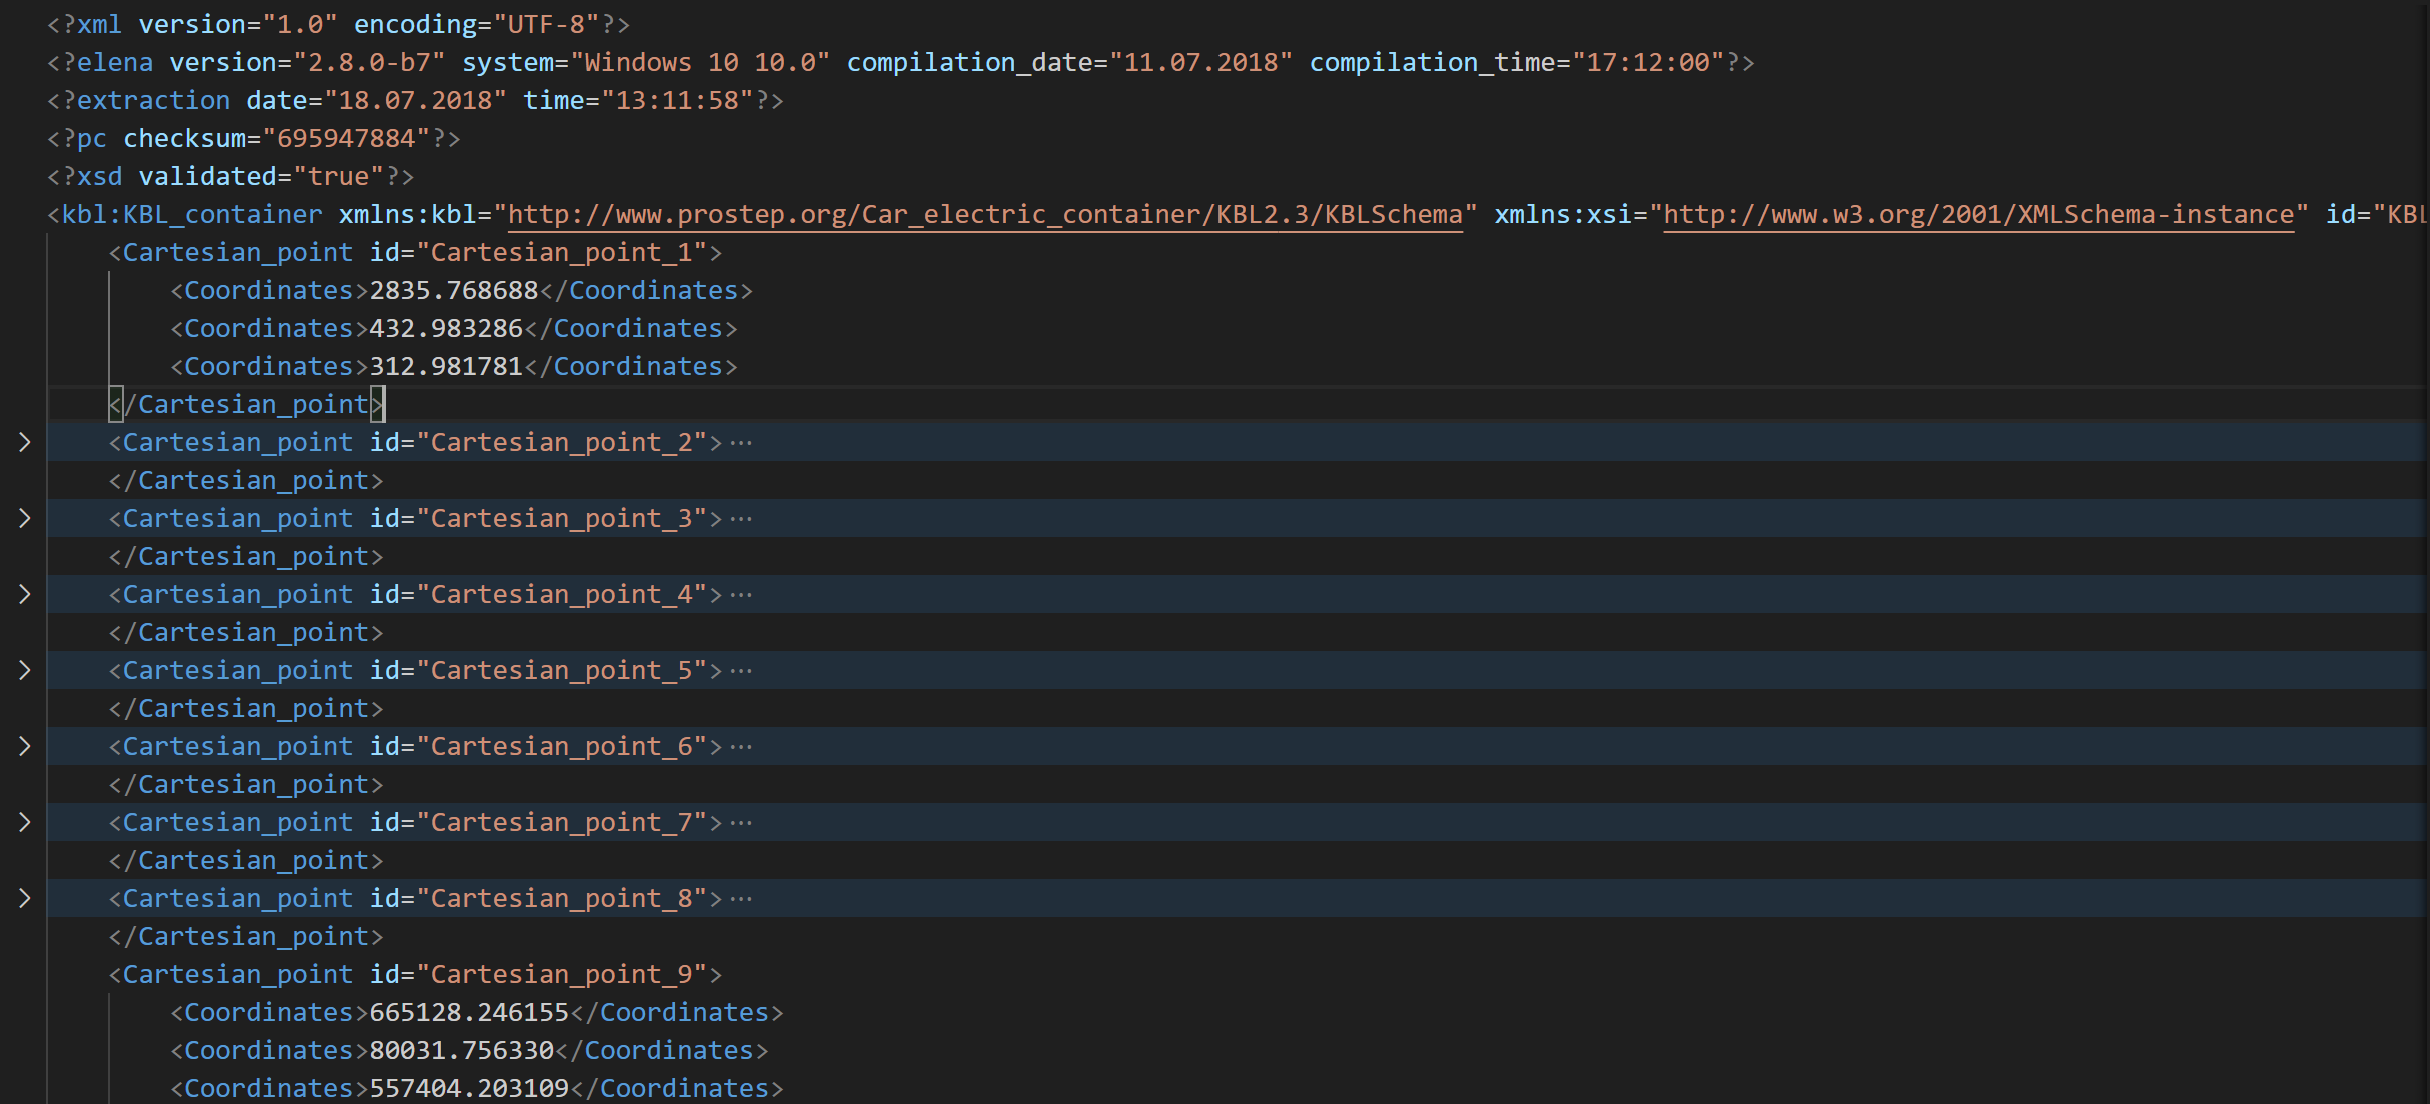 <?xml version="1.0" encoding="UTF-8"?>
<?elena version="2.8.0-b7" system="Windows 10 10.0" compilation_date="11.07.2018" compilation_time="17:12:00"?>
<?extraction date="18.07.2018" time="13:11:58"?>
<?pc checksum="695947884"?>
<?xsd validated="true"?>
<kbl:KBL_container xmlns:kbl="http://www.prostep.org/Car_electric_container/KBL2.3/KBLSchema" xmlns:xsi="http://www.w3.org/2001/XMLSchema-instance" id="KBL
<Cartesian_point id="Cartesian_point_1">
<Coordinates>2835.768688</Coordinates>
<Coordinates>432.983286</Coordinates>
<Coordinates>312.981781</Coordinates>
</Cartesian_point>
<Cartesian_point id="Cartesian_point_2">···
</Cartesian_point>
<Cartesian_point id="Cartesian_point_3">···
</Cartesian_point>
<Cartesian_point id="Cartesian_point_4">···
</Cartesian_point>
<Cartesian_point id="Cartesian_point_5">···
</Cartesian_point>
<Cartesian_point id="Cartesian_point_6">···
</Cartesian_point>
<Cartesian_point id="Cartesian_point_7">···
</Cartesian_point>
<Cartesian_point id="Cartesian_point_8">···
</Cartesian_point>
<Cartesian_point id="Cartesian_point_9">
<Coordinates>665128.246155</Coordinates>
<Coordinates>80031.756330</Coordinates>
<Coordinates>557404.203109</Coordinates>